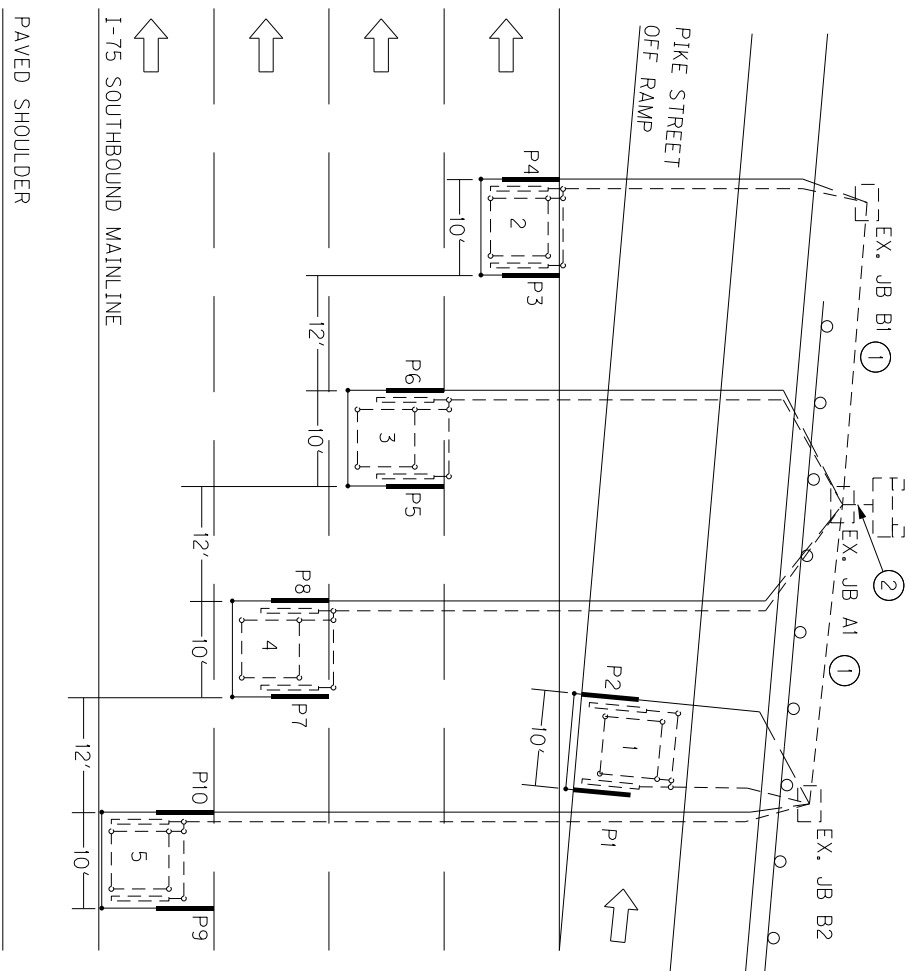 PAVED SHOULDER
I-75 SOUTHBOUND MAINLINE
PIKE STREET
OFF RAMP
EX. JB B1
1
EX. JB A1
1
2
EX. JB B2
P4
2
P3
10'
12'
P6
3
P5
10'
12'
P8
4
P7
10'
12'
P2
1
P1
10'
P10
5
P9
10'